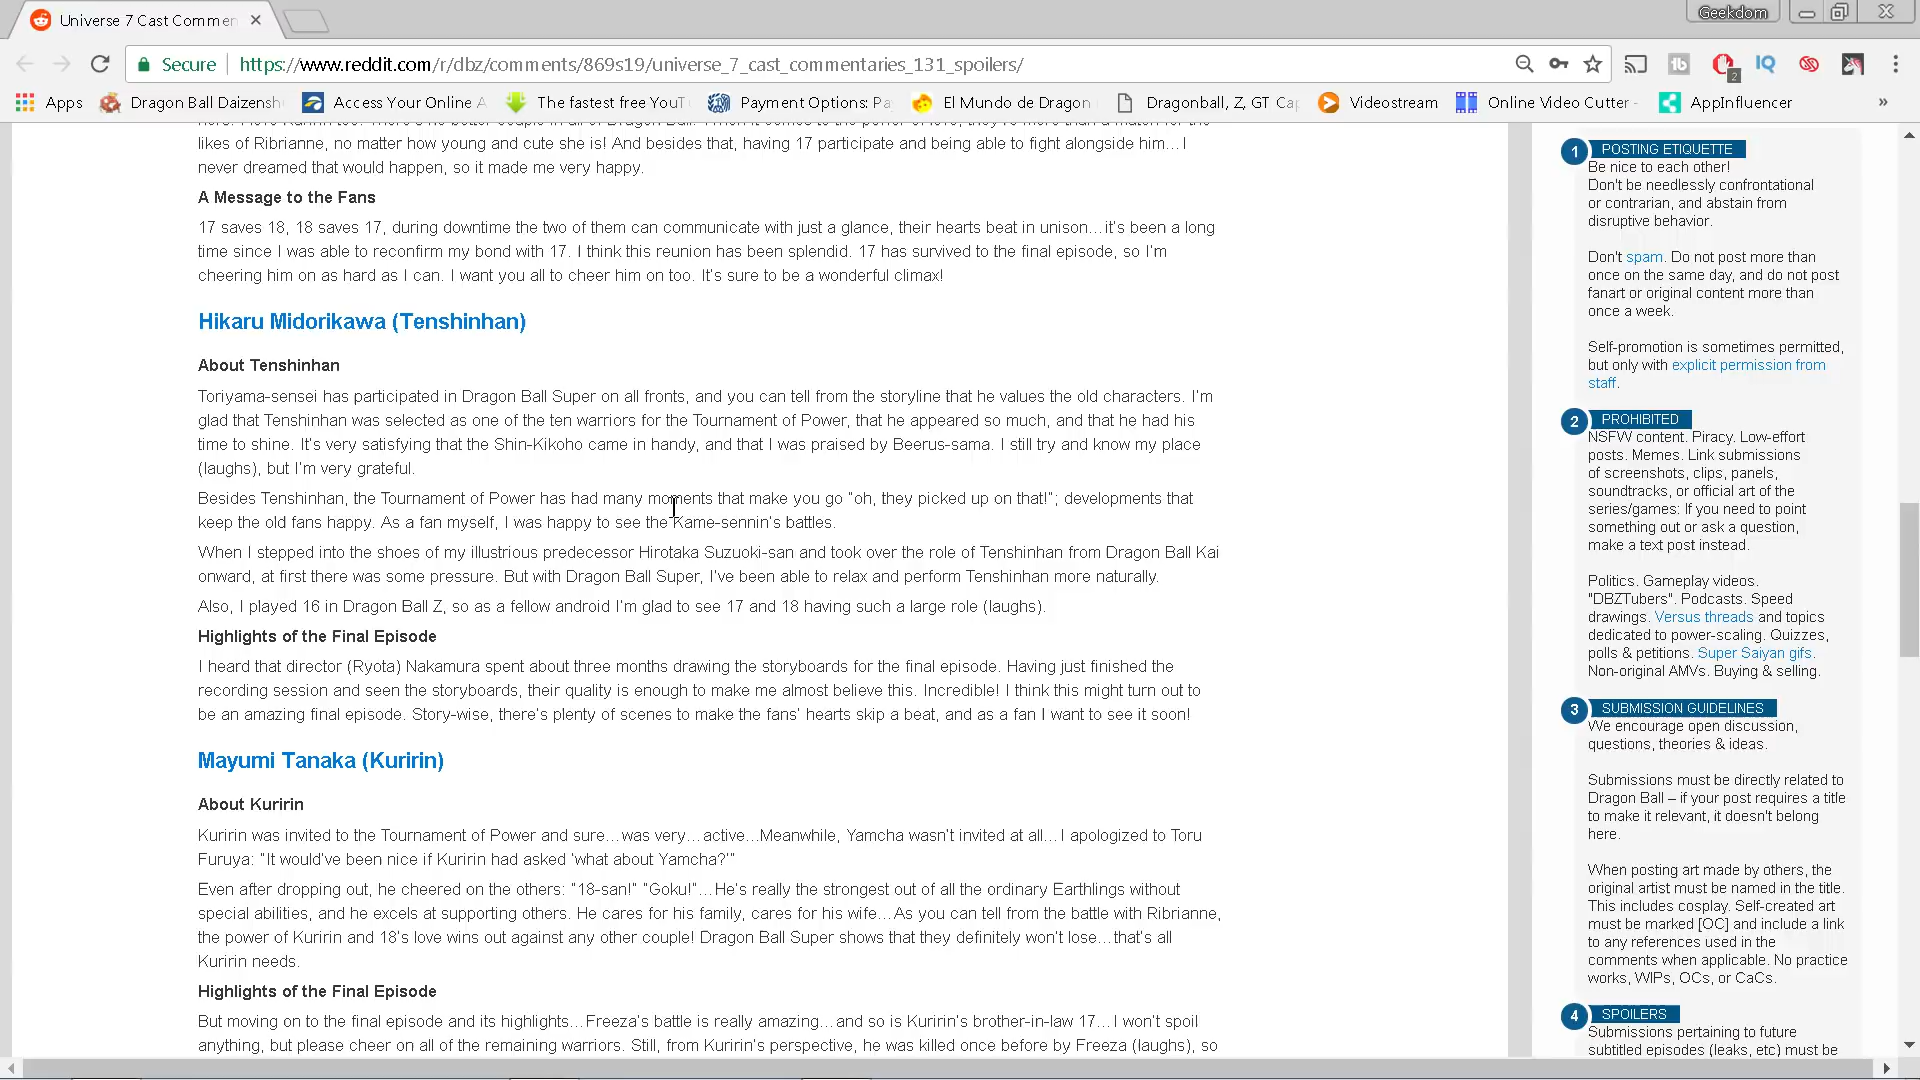 Universe 7 Cast Commen
Geekdom
Secure
https://www.reddit.com/r/dbz/comments/869s19/universe_7_cast_commentaries_131_spoilers/
2
Apps
Dragon Ball Daizensh
Access Your Online A
The fastest free YouT
Payment Options: Pa
El Mundo de Dragon
Dragonball, Z, GT Ca
Videostream
Online Video Cutter -
AppInfluencer
»
likes of Ribrianne, no matter how young and cute she is! And besides that, having 17 participate and being able to fight alongside him…I
never dreamed that would happen, so it made me very happy.
A Message to the Fans
17 saves 18, 18 saves 17, during downtime the two of them can communicate with just a glance, their hearts beat in unison…it's been a long
time since I was able to reconfirm my bond with 17. I think this reunion has been splendid. 17 has survived to the final episode, so I'm
cheering him on as hard as I can. I want you all to cheer him on too. It's sure to be a wonderful climax!
Hikaru Midorikawa (Tenshinhan)
About Tenshinhan
Toriyama-sensei has participated in Dragon Ball Super on all fronts, and you can tell from the storyline that he values the old characters. I'm
glad that Tenshinhan was selected as one of the ten warriors for the Tournament of Power, that he appeared so much, and that he had his
time to shine. It's very satisfying that the Shin-Kikoho came in handy, and that I was praised by Beerus-sama. I still try and know my place
(laughs), but I'm very grateful.
Besides Tenshinhan, the Tournament of Power has had many moments that make you go "oh, they picked up on that!"; developments that
keep the old fans happy. As a fan myself, I was happy to see the Kame-sennin's battles.
When I stepped into the shoes of my illustrious predecessor Hirotaka Suzuoki-san and took over the role of Tenshinhan from Dragon Ball Kai
onward, at first there was some pressure. But with Dragon Ball Super, I've been able to relax and perform Tenshinhan more naturally.
Also, I played 16 in Dragon Ball Z, so as a fellow android I'm glad to see 17 and 18 having such a large role (laughs).
Highlights of the Final Episode
I heard that director (Ryota) Nakamura spent about three months drawing the storyboards for the final episode. Having just finished the
recording session and seen the storyboards, their quality is enough to make me almost believe this. Incredible! I think this might turn out to
be an amazing final episode. Story-wise, there's plenty of scenes to make the fans' hearts skip a beat, and as a fan I want to see it soon!
Mayumi Tanaka (Kuririn)
About Kuririn
Kuririn was invited to the Tournament of Power and sure…was very…active…Meanwhile, Yamcha wasn't invited at all…I apologized to Toru
Furuya: "It would've been nice if Kuririn had asked 'what about Yamcha?'"
Even after dropping out, he cheered on the others: "18-san!" "Goku!"…He's really the strongest out of all the ordinary Earthlings without
special abilities, and he excels at supporting others. He cares for his family, cares for his wife…As you can tell from the battle with Ribrianne,
the power of Kuririn and 18's love wins out against any other couple! Dragon Ball Super shows that they definitely won't lose…that's all
Kuririn needs.
Highlights of the Final Episode
But moving on to the final episode and its highlights…Freeza's battle is really amazing…and so is Kuririn's brother-in-law 17…I won't spoil
anything, but please cheer on all of the remaining warriors. Still, from Kuririn's perspective, he was killed once before by Freeza (laughs), so
1 POSTING ETIQUETTE
Be nice to each other!
Don't be needlessly confrontational
or contrarian, and abstain from
disruptive behavior.
Don't spam. Do not post more than
once on the same day, and do not post
fanart or original content more than
once a week.
Self-promotion is sometimes permitted,
but only with explicit permission from
staff.
2 PROHIBITED
NSFW content. Piracy. Low-effort
posts. Memes. Link submissions
of screenshots, clips, panels,
soundtracks, or official art of the
series/games: If you need to point
something out or ask a question,
make a text post instead.
Politics. Gameplay videos.
"DBZTubers". Podcasts. Speed
drawings. Versus threads and topics
dedicated to power-scaling. Quizzes,
polls & petitions. Super Saiyan gifs.
Non-original AMVs. Buying & selling.
3 SUBMISSION GUIDELINES
We encourage open discussion,
questions, theories & ideas.
Submissions must be directly related to
Dragon Ball – if your post requires a title
to make it relevant, it doesn't belong
here.
When posting art made by others, the
original artist must be named in the title.
This includes cosplay. Self-created art
must be marked [OC] and include a link
to any references used in the
comments when applicable. No practice
works, WIPs, OCs, or CaCs.
4 SPOILERS
Submissions pertaining to future
subtitled episodes (leaks, etc) must be